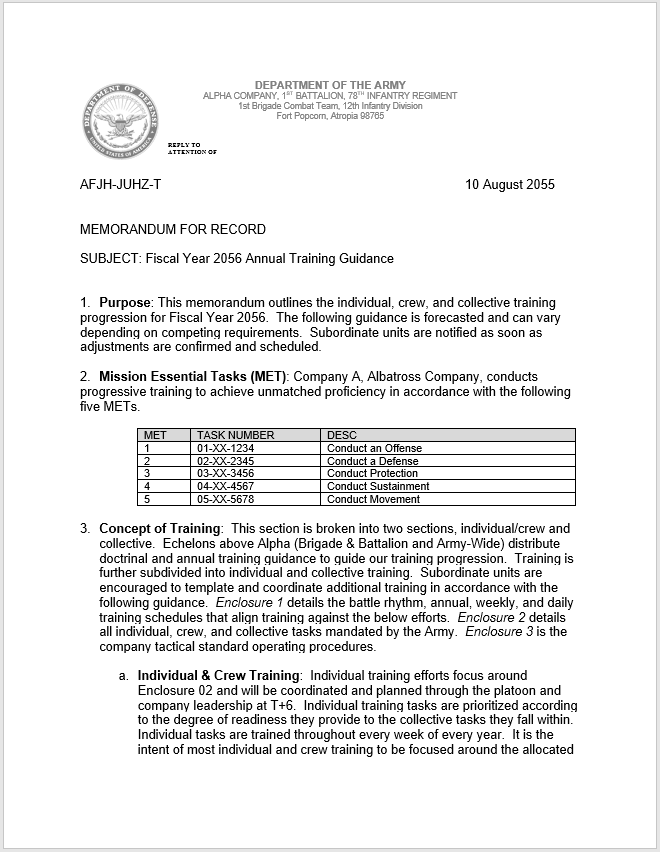 DEPARTMENT OF THE ARMY
ALPHA COMPANY, 1ST BATTALION, 78TH INFANTRY REGIMENT
1st Brigade Combat Team, 12th Infantry Division
Fort Popcorn, Atropia 98765
DEPARTMENT OF DEFENSE
UNITED STATES OF AMERICA
REPLY TO
ATTENTION OF
AFJH-JUHZ-T 10 August 2055
MEMORANDUM FOR RECORD
SUBJECT: Fiscal Year 2056 Annual Training Guidance
1. Purpose: This memorandum outlines the individual, crew, and collective training
progression for Fiscal Year 2056. The following guidance is forecasted and can vary
depending on competing requirements. Subordinate units are notified as soon as
adjustments are confirmed and scheduled.
2. Mission Essential Tasks (MET): Company A, Albatross Company, conducts
progressive training to achieve unmatched proficiency in accordance with the following
five METs.
MET TASK NUMBER DESC
1 01-XX-1234 Conduct an Offense
2 02-XX-2345 Conduct a Defense
3 03-XX-3456 Conduct Protection
4 04-XX-4567 Conduct Sustainment
5 05-XX-5678 Conduct Movement
3. Concept of Training: This section is broken into two sections, individual/crew and
collective. Echelons above Alpha (Brigade & Battalion and Army-Wide) distribute
doctrinal and annual training guidance to guide our training progression. Training is
further subdivided into individual and collective training. Subordinate units are
encouraged to template and coordinate additional training in accordance with the
following guidance. Enclosure 1 details the battle rhythm, annual, weekly, and daily
training schedules that align training against the below efforts. Enclosure 2 details
all individual, crew, and collective tasks mandated by the Army. Enclosure 3 is the
company tactical standard operating procedures.
a. Individual & Crew Training: Individual training efforts focus around
Enclosure 02 and will be coordinated and planned through the platoon and
company leadership at T+6. Individual training tasks are prioritized according
to the degree of readiness they provide to the collective tasks they fall within.
Individual tasks are trained throughout every week of every year. It is the
intent of most individual and crew training to be focused around the allocated